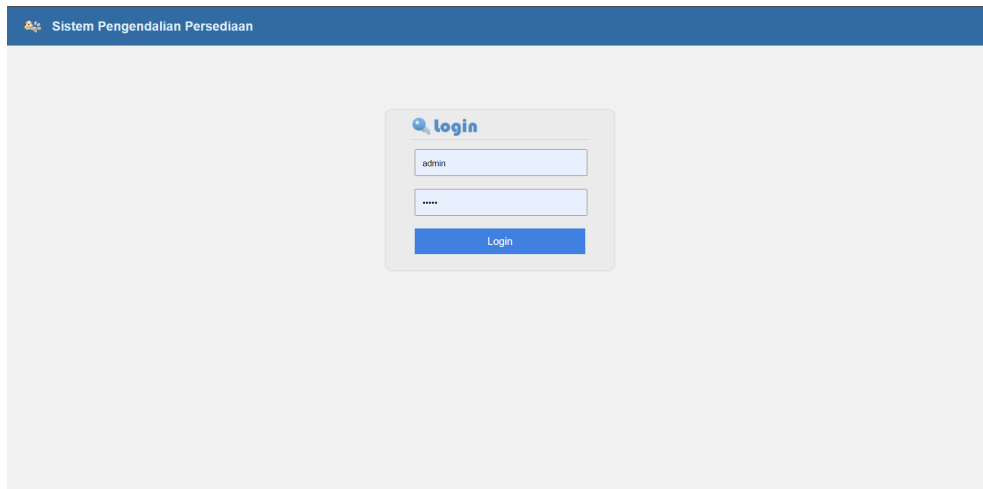 Sistem Pengendalian Persediaan
Login
admin
•••••
Login